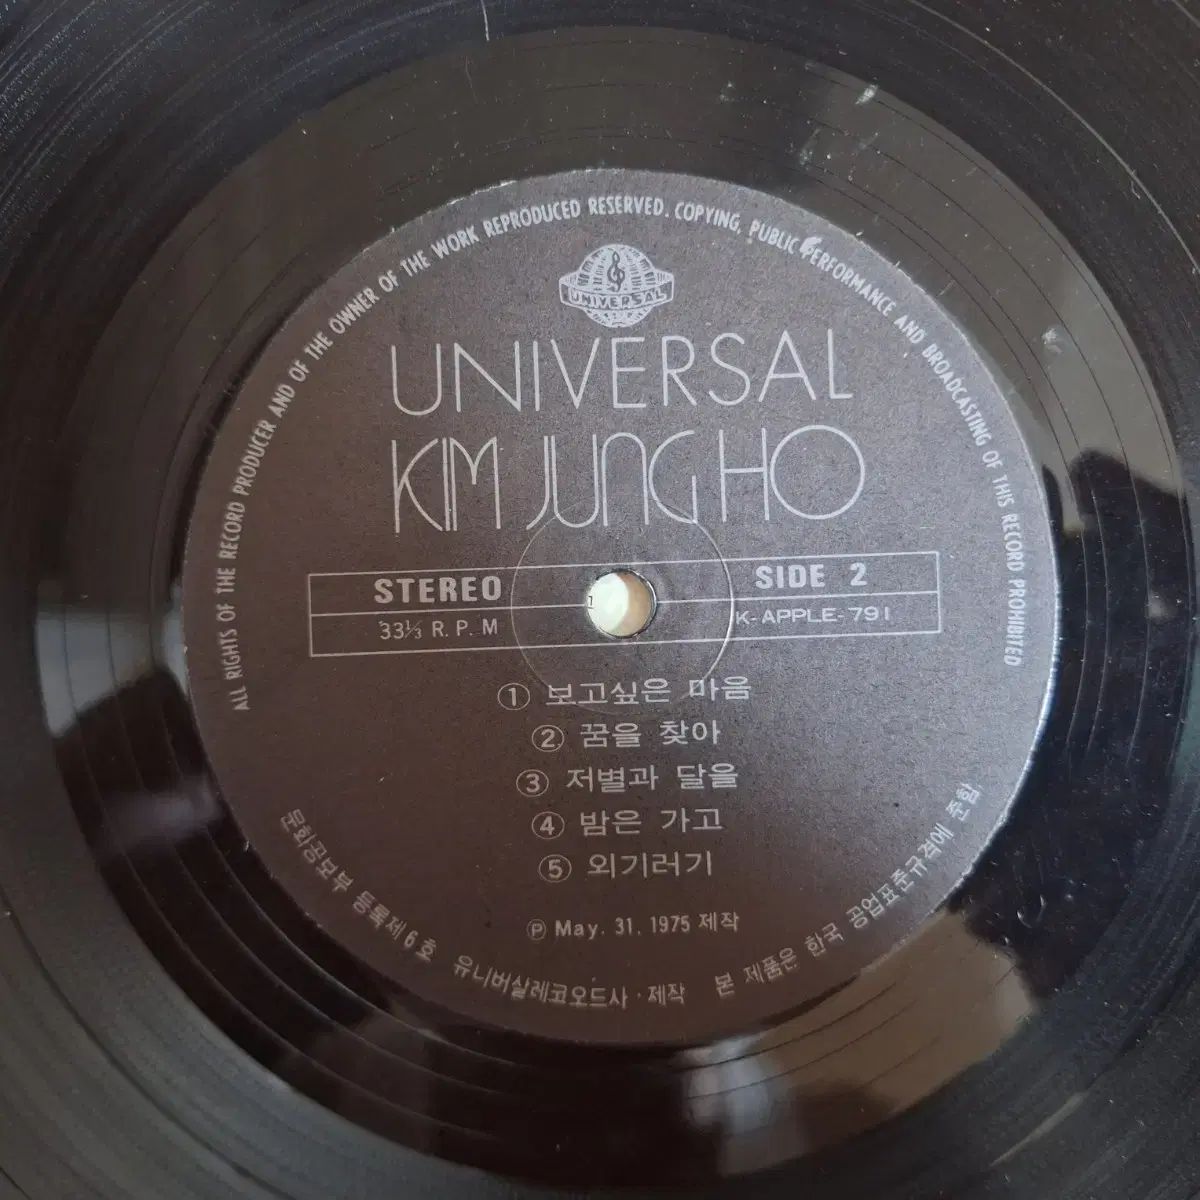 ALL RIGHTS OF THE RECORD PRODUCER AND OF THE OWNER OF THE WORK REPRODUCED RESERVED. COPYING, PUBLIC PERFORMANCE AND BROADCASTING OF THIS RECORD PROHIBITED
UNIVERSAL
UNIVERSAL
KIM JUNG HO
STEREO
SIDE 2
33⅓ R.P.M
K-APPLE-791
① 보고싶은 마음
② 꿈을 찾아
③ 저별과 달을
④ 밤은 가고
⑤ 외기러기
Ⓟ May. 31. 1975 제작
문화공보부 등록제6호 유니버살레코오드사·제작 본 제품은 한국 공업표준규격에 준함